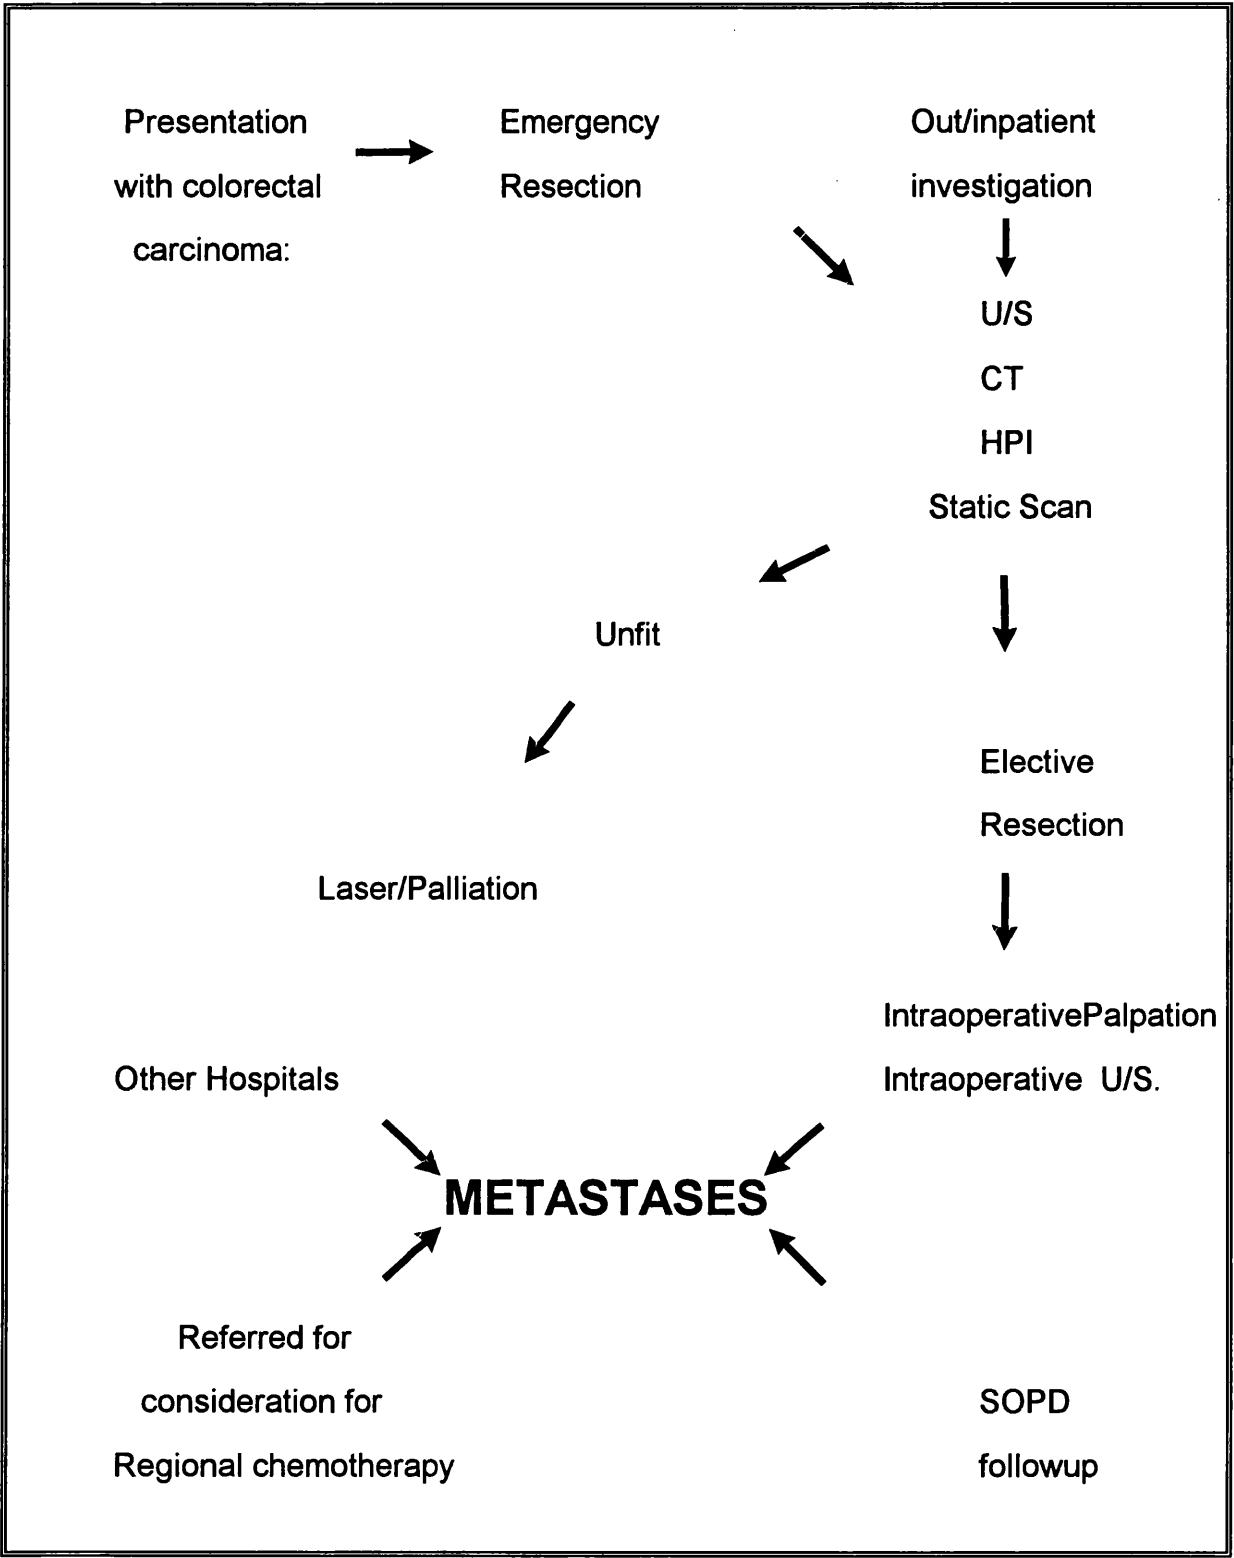 Presentation
with colorectal
carcinoma:
Emergency
Resection
Out/inpatient
investigation
U/S
CT
HPI
Static Scan
Unfit
Elective
Resection
Laser/Palliation
IntraoperativePalpation
Intraoperative U/S.
Other Hospitals
METASTASES
Referred for
consideration for
Regional chemotherapy
SOPD
followup